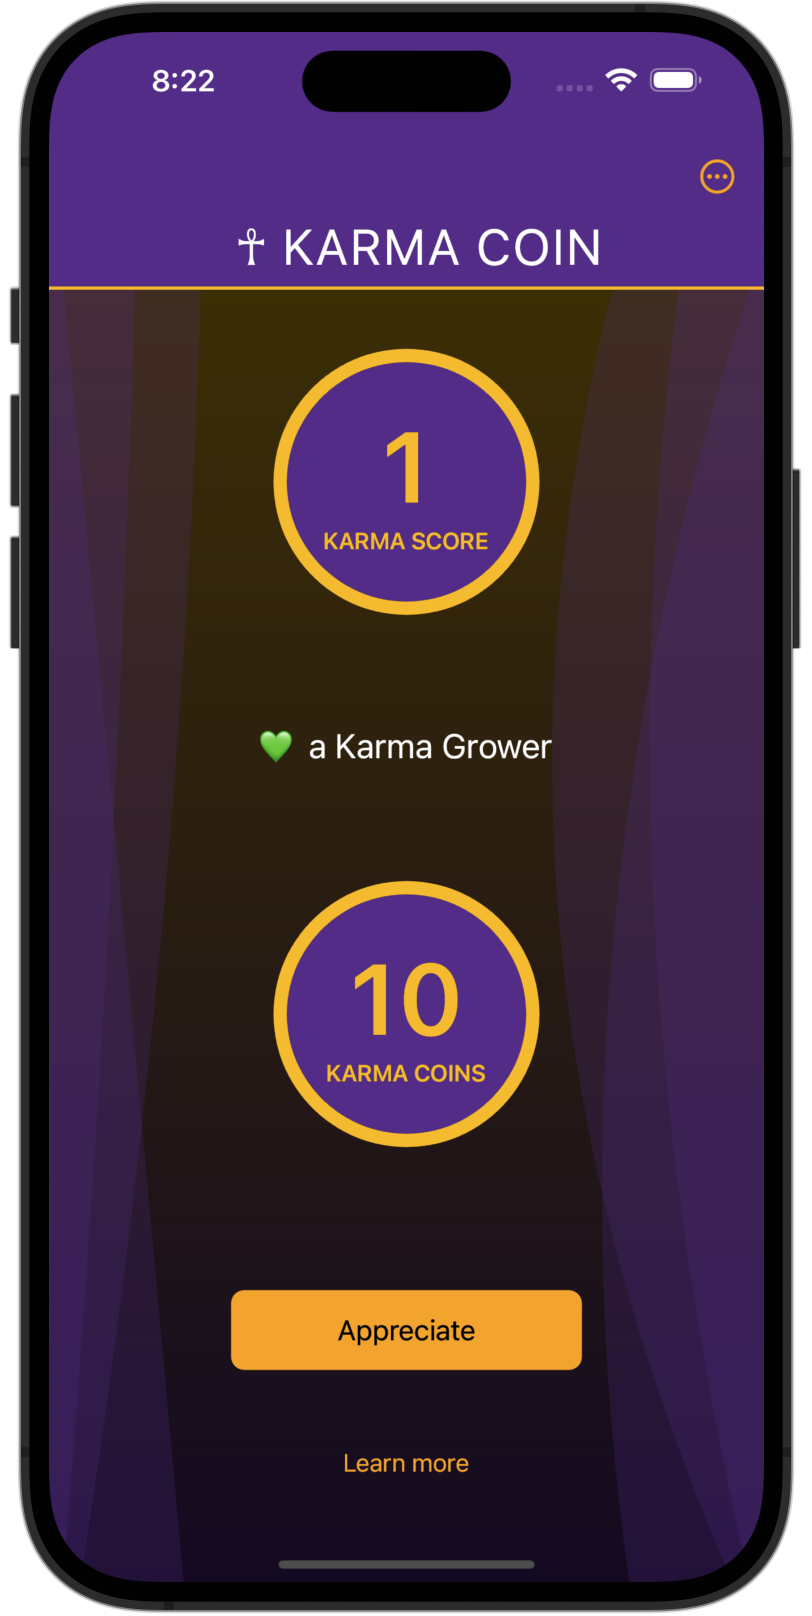 8:22
☥ KARMA COIN
1
KARMA SCORE
💚 a Karma Grower
10
KARMA COINS
Appreciate
Learn more